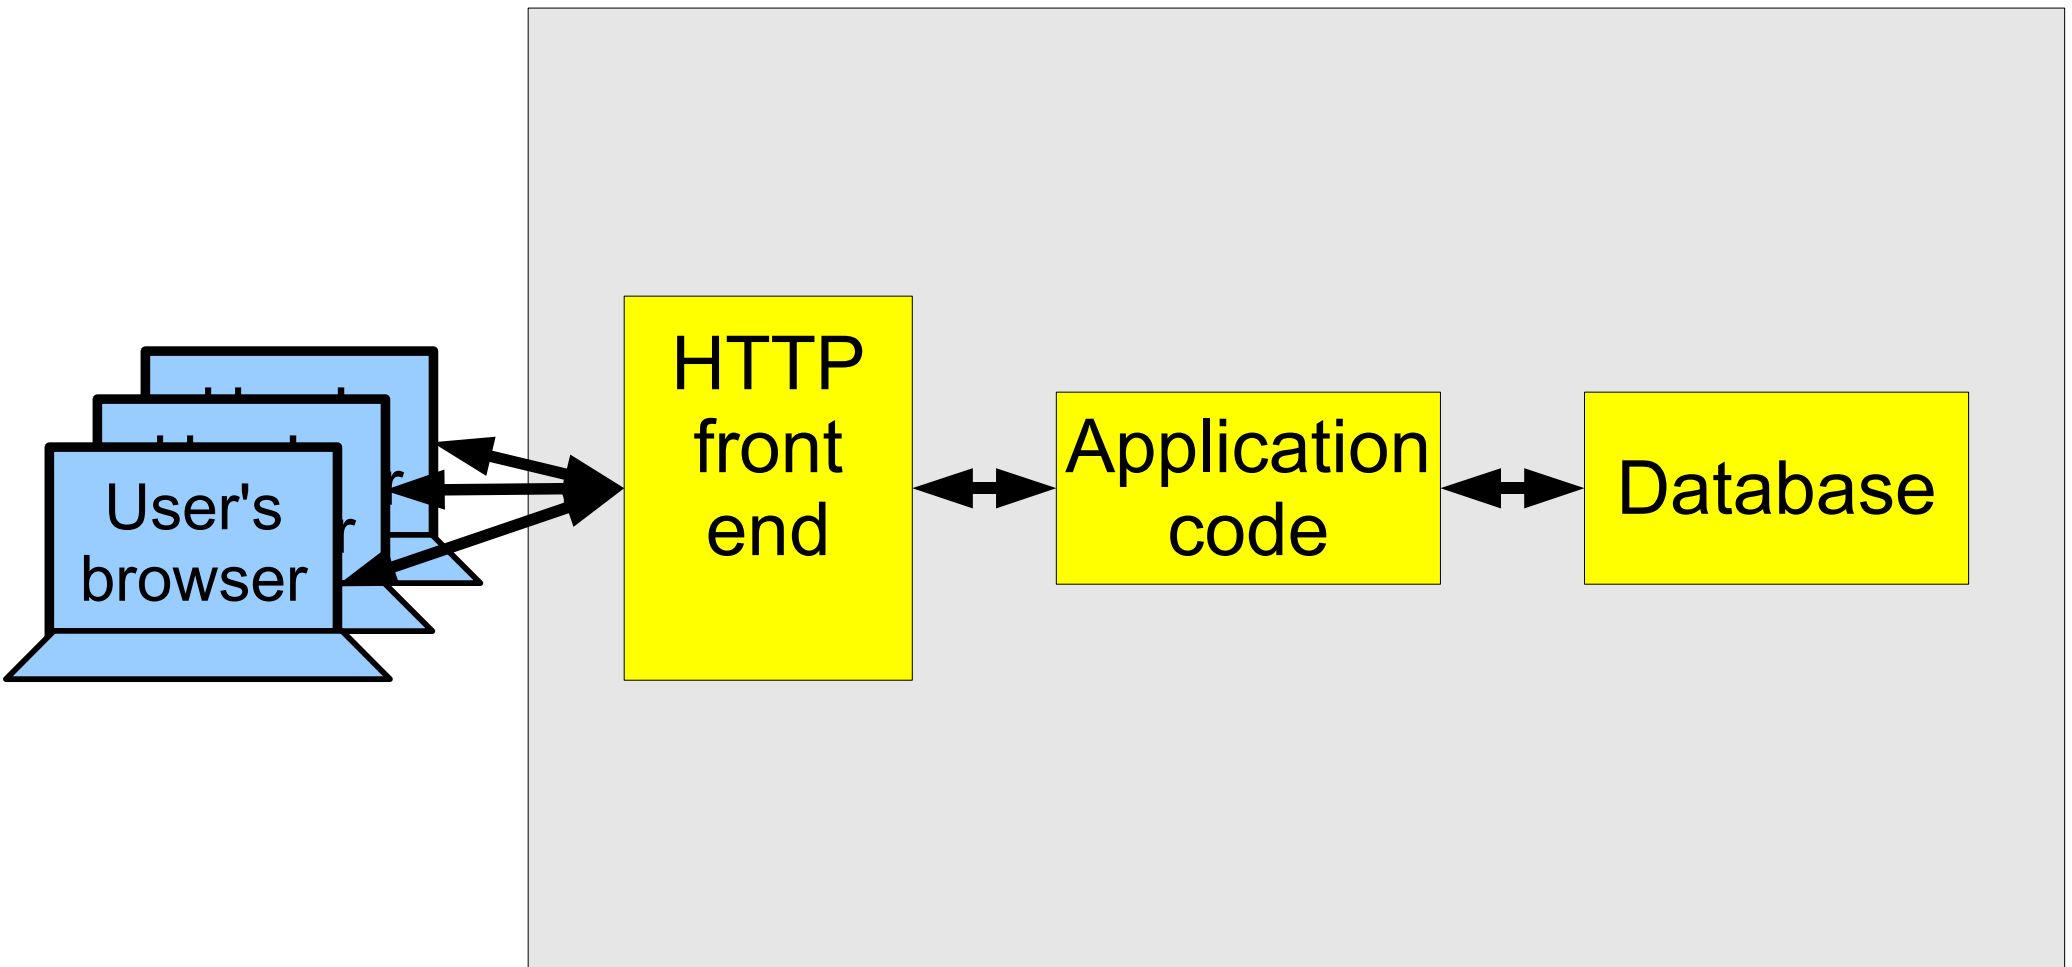 User's
browser
HTTP
front
end
Application
code
Database